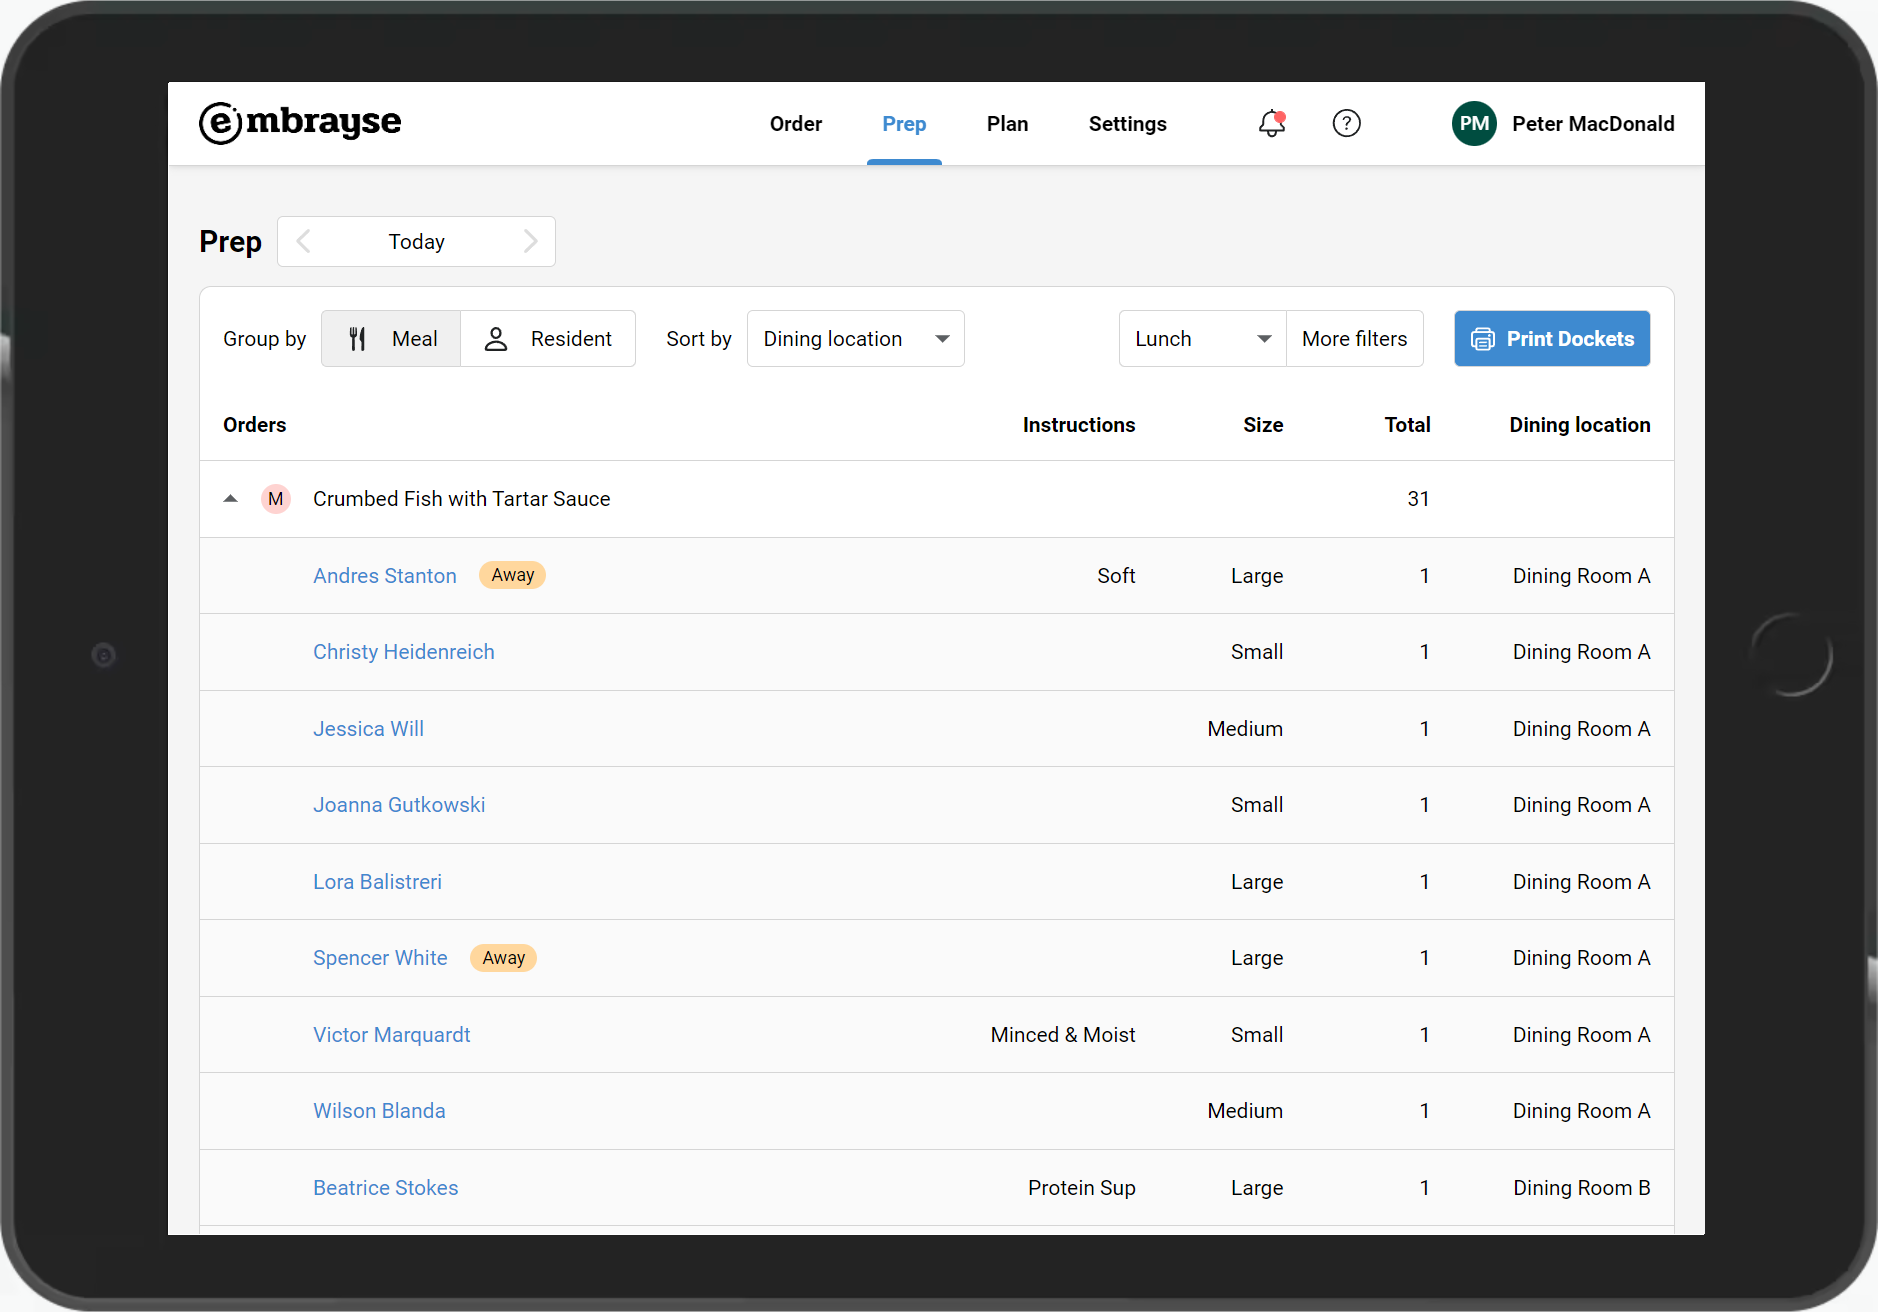 embrayse Order Prep Plan Settings ? PM Peter MacDonald
Prep Today
Group by Meal Resident Sort by Dining location Lunch More filters Print Dockets
Orders Instructions Size Total Dining location
M Crumbed Fish with Tartar Sauce 31
Andres Stanton Away Soft Large 1 Dining Room A
Christy Heidenreich Small 1 Dining Room A
Jessica Will Medium 1 Dining Room A
Joanna Gutkowski Small 1 Dining Room A
Lora Balistreri Large 1 Dining Room A
Spencer White Away Large 1 Dining Room A
Victor Marquardt Minced & Moist Small 1 Dining Room A
Wilson Blanda Medium 1 Dining Room A
Beatrice Stokes Protein Sup Large 1 Dining Room B